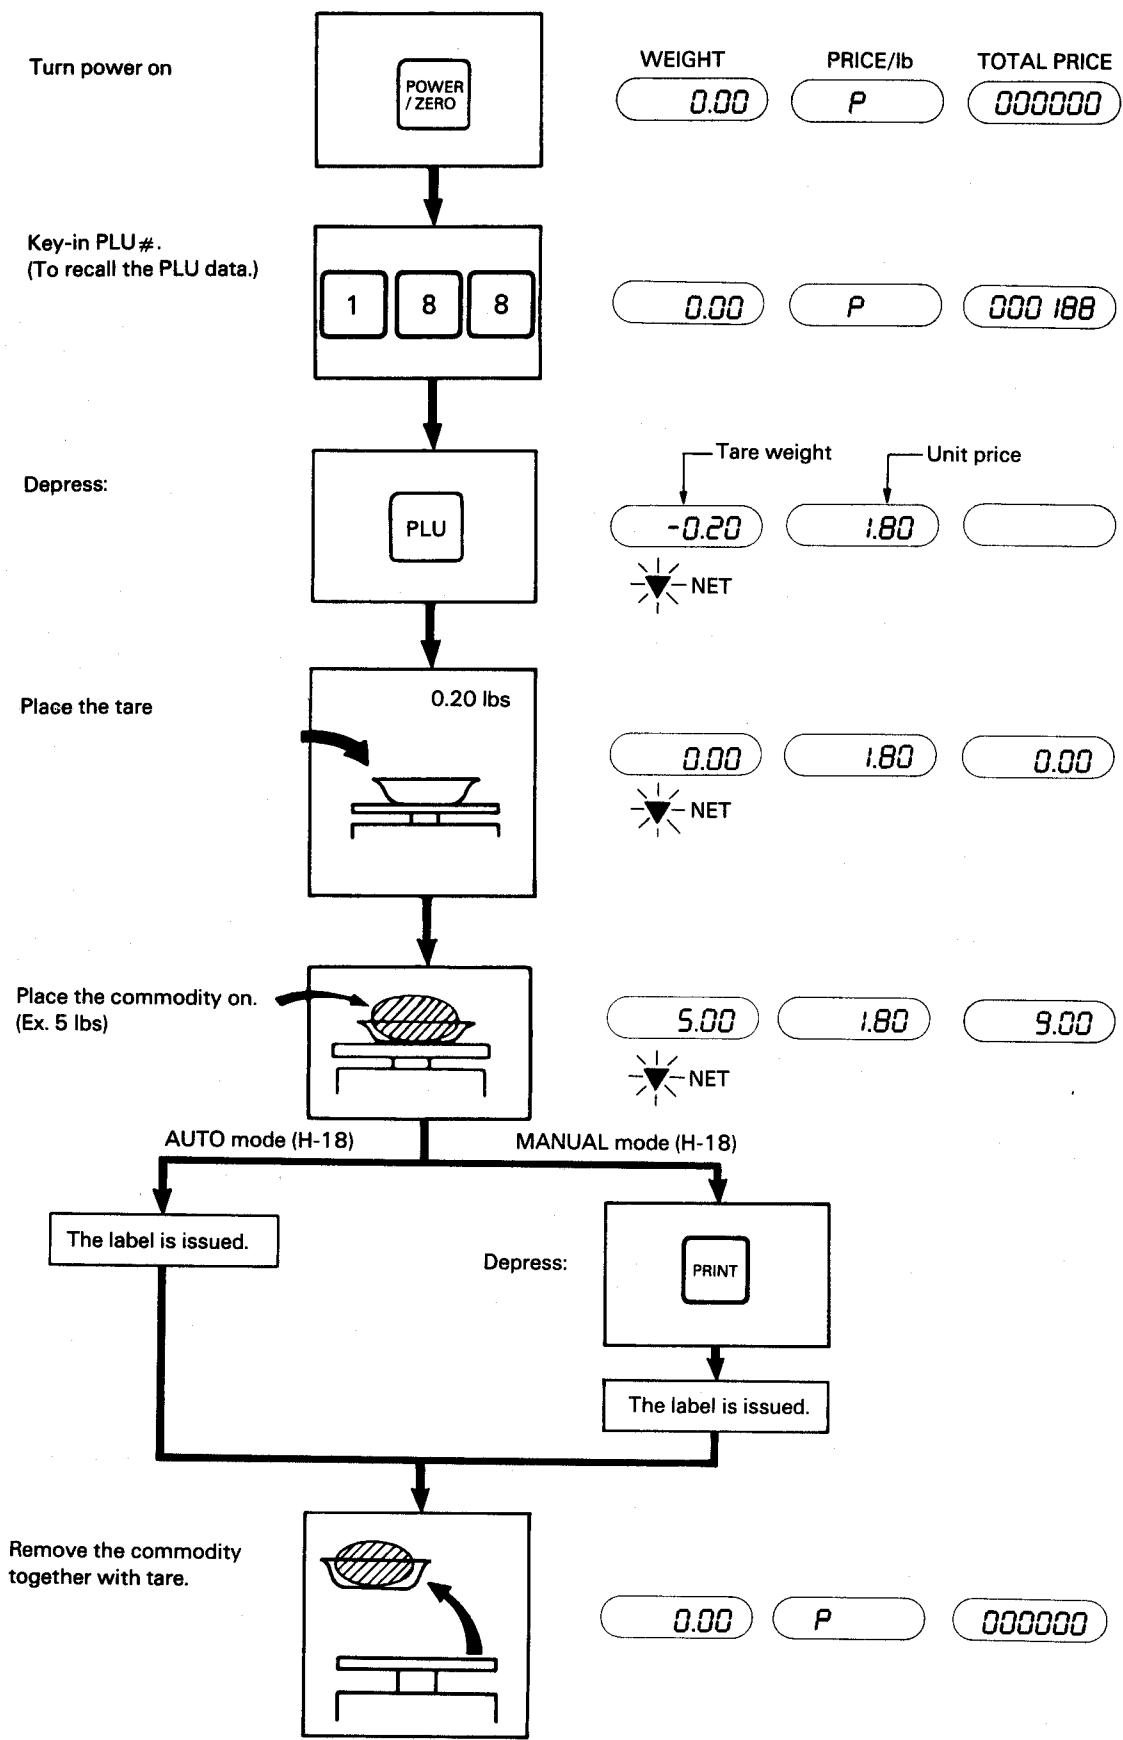 Turn power on
POWER
/ZERO
WEIGHT PRICE/lb TOTAL PRICE
0.00 P 000000
Key-in PLU#.
(To recall the PLU data.)
1 8 8
0.00 P 000188
Depress:
PLU
Tare weight Unit price
-0.20 1.80
NET
Place the tare
0.20 lbs
0.00 1.80 0.00
NET
Place the commodity on.
(Ex. 5 lbs)
5.00 1.80 9.00
NET
AUTO mode (H-18) MANUAL mode (H-18)
The label is issued.
Depress:
PRINT
The label is issued.
Remove the commodity
together with tare.
0.00 P 000000